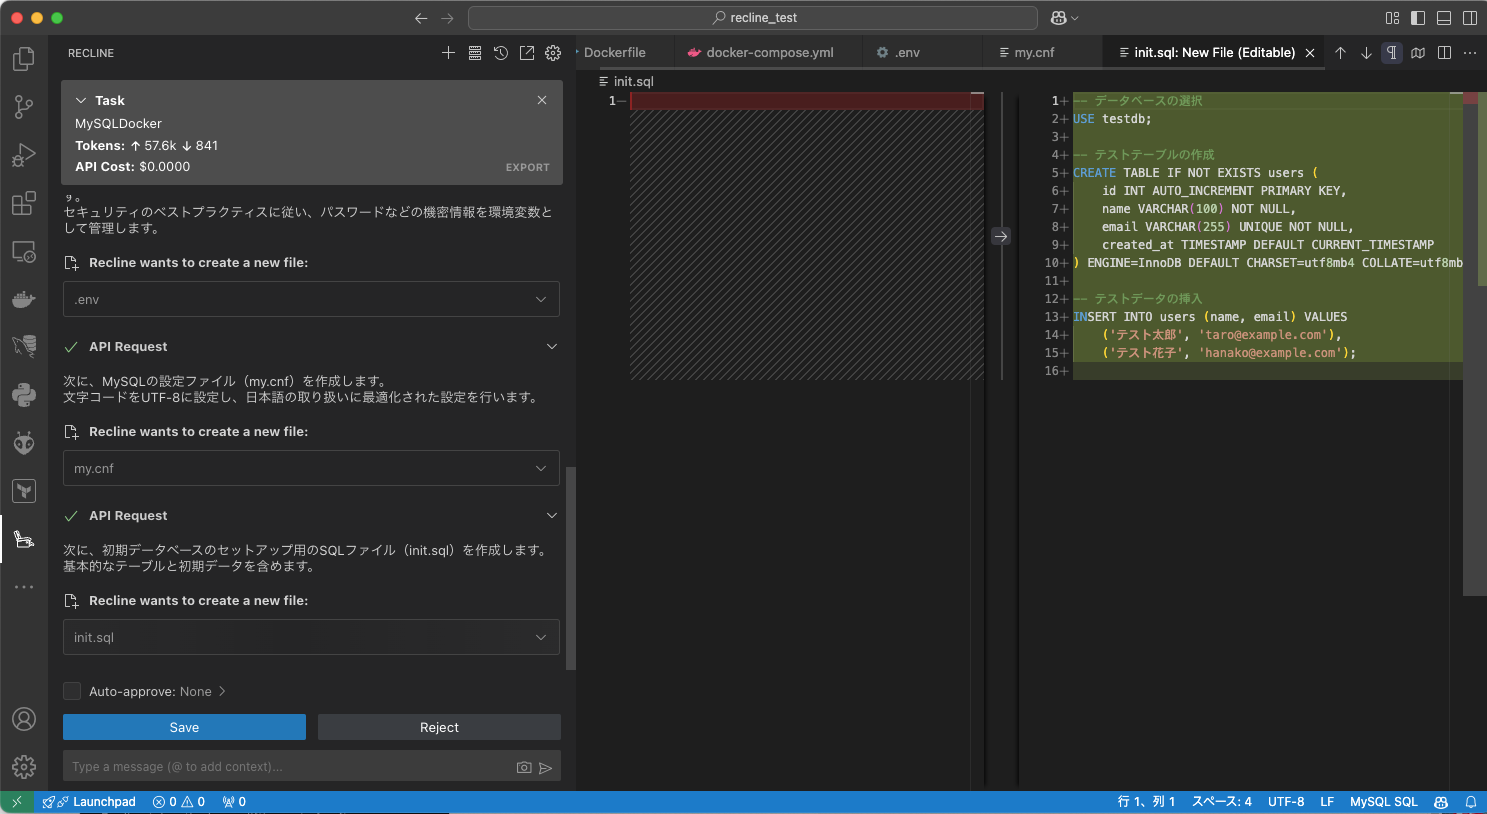 recline_test
RECLINE
Task
MySQLDocker
Tokens: ↑ 57.6k ↓ 841
API Cost: $0.0000
EXPORT
す。
セキュリティのベストプラクティスに従い、パスワードなどの機密情報を環境変数と
して管理します。
Recline wants to create a new file:
.env
API Request
次に、MySQLの設定ファイル（my.cnf）を作成します。
文字コードをUTF-8に設定し、日本語の取り扱いに最適化された設定を行います。
Recline wants to create a new file:
my.cnf
API Request
次に、初期データベースのセットアップ用のSQLファイル（init.sql）を作成します。
基本的なテーブルと初期データを含めます。
Recline wants to create a new file:
init.sql
Auto-approve: None
Save
Reject
Type a message (@ to add context)...
Dockerfile
docker-compose.yml
.env
my.cnf
init.sql: New File (Editable)
init.sql
1−
1+ -- データベースの選択
2+ USE testdb;
3+
4+ -- テストテーブルの作成
5+ CREATE TABLE IF NOT EXISTS users (
6+     id INT AUTO_INCREMENT PRIMARY KEY,
7+     name VARCHAR(100) NOT NULL,
8+     email VARCHAR(255) UNIQUE NOT NULL,
9+     created_at TIMESTAMP DEFAULT CURRENT_TIMESTAMP
10+ ) ENGINE=InnoDB DEFAULT CHARSET=utf8mb4 COLLATE=utf8mb
11+
12+ -- テストデータの挿入
13+ INSERT INTO users (name, email) VALUES
14+     ('テスト太郎', 'taro@example.com'),
15+     ('テスト花子', 'hanako@example.com');
16+
Launchpad
0
0
0
行 1、列 1
スペース: 4
UTF-8
LF
MySQL SQL